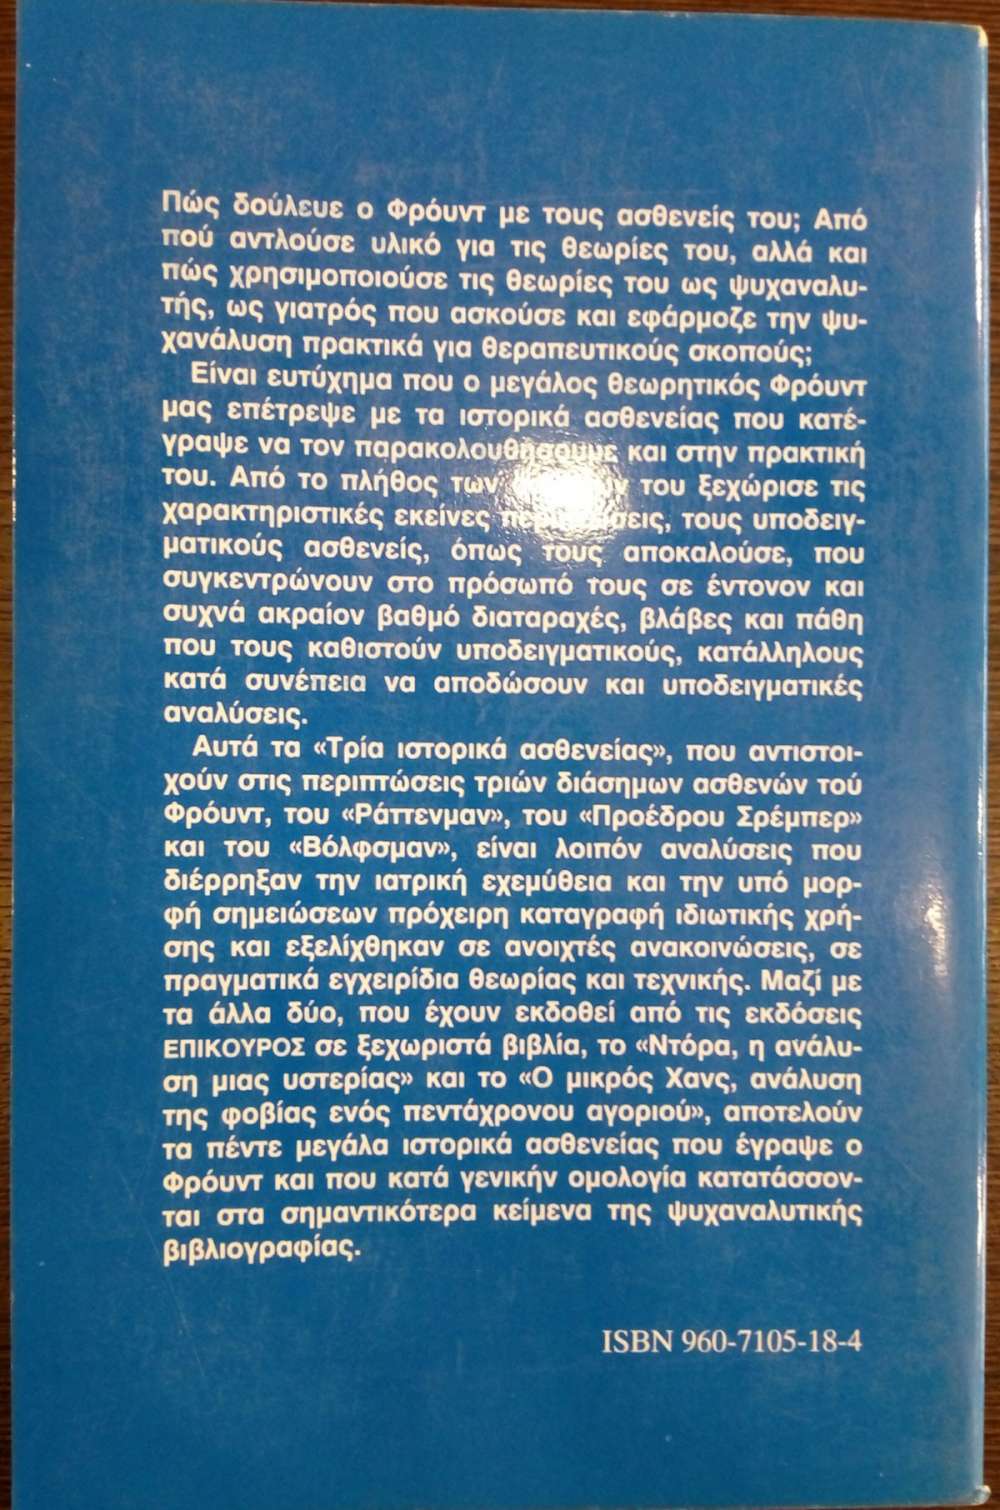 Πώς δούλευε ο Φρόυντ με τους ασθενείς του; Από
πού αντλούσε υλικό για τις θεωρίες του, αλλά και
πώς χρησιμοποιούσε τις θεωρίες του ως ψυχαναλυ-
τής, ως γιατρός που ασκούσε και εφάρμοζε την ψυ-
χανάλυση πρακτικά για θεραπευτικούς σκοπούς;
Είναι ευτύχημα που ο μεγάλος θεωρητικός Φρόυντ
μας επέτρεψε με τα ιστορικά ασθενείας που κατέ-
γραψε να τον παρακολουθήσουμε και στην πρακτική
του. Από το πλήθος των του ξεχώρισε τις
χαρακτηριστικές εκείνες περιπτώσεις, τους υποδειγ-
ματικούς ασθενείς, όπως τους αποκαλούσε, που
συγκεντρώνουν στο πρόσωπό τους σε έντονον και
συχνά ακραίον βαθμό διαταραχές, βλάβες και πάθη
που τους καθιστούν υποδειγματικούς, κατάλληλους
κατά συνέπεια να αποδώσουν και υποδειγματικές
αναλύσεις.
Αυτά τα «Τρία ιστορικά ασθενείας», που αντιστοι-
χούν στις περιπτώσεις τριών διάσημων ασθενών τού
Φρόυντ, του «Ράττενμαν», του «Προέδρου Σρέμπερ»
και του «Βόλφσμαν», είναι λοιπόν αναλύσεις που
διέρρηξαν την ιατρική εχεμύθεια και την υπό μορ-
φή σημειώσεων πρόχειρη καταγραφή ιδιωτικής χρή-
σης και εξελίχθηκαν σε ανοιχτές ανακοινώσεις, σε
πραγματικά εγχειρίδια θεωρίας και τεχνικής. Μαζί με
τα άλλα δύο, που έχουν εκδοθεί από τις εκδόσεις
ΕΠΙΚΟΥΡΟΣ σε ξεχωριστά βιβλία, το «Ντόρα, η ανάλυ-
ση μιας υστερίας» και το «Ο μικρός Χανς, ανάλυση
της φοβίας ενός πεντάχρονου αγοριού», αποτελούν
τα πέντε μεγάλα ιστορικά ασθενείας που έγραψε ο
Φρόυντ και που κατά γενικήν ομολογία κατατάσσον-
ται στα σημαντικότερα κείμενα της ψυχαναλυτικής
βιβλιογραφίας.
ISBN 960-7105-18-4